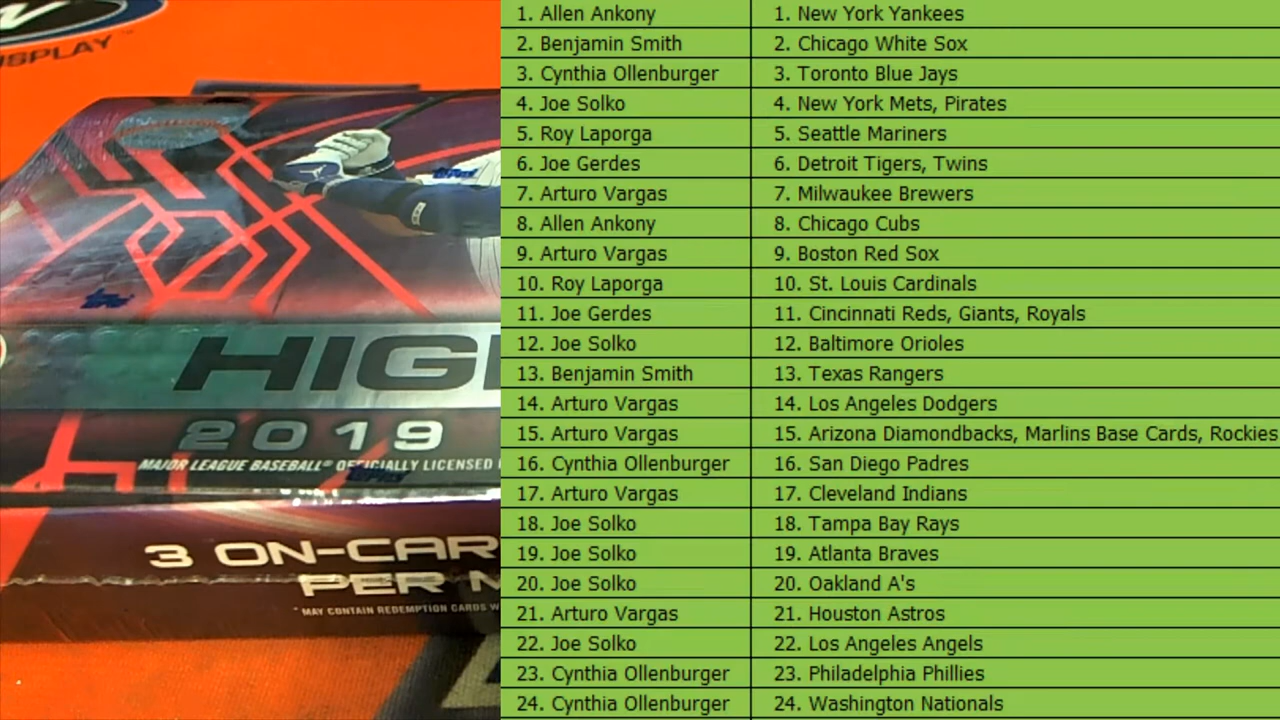 W
DISPLAY™
Topps
Topps
HIG
2019
MAJOR LEAGUE BASEBALL® OFFICIALLY LICENSED
Topps
3 ON-CAR
PER M
* MAY CONTAIN REDEMPTION CARDS W
1. Allen Ankony 1. New York Yankees
2. Benjamin Smith 2. Chicago White Sox
3. Cynthia Ollenburger 3. Toronto Blue Jays
4. Joe Solko 4. New York Mets, Pirates
5. Roy Laporga 5. Seattle Mariners
6. Joe Gerdes 6. Detroit Tigers, Twins
7. Arturo Vargas 7. Milwaukee Brewers
8. Allen Ankony 8. Chicago Cubs
9. Arturo Vargas 9. Boston Red Sox
10. Roy Laporga 10. St. Louis Cardinals
11. Joe Gerdes 11. Cincinnati Reds, Giants, Royals
12. Joe Solko 12. Baltimore Orioles
13. Benjamin Smith 13. Texas Rangers
14. Arturo Vargas 14. Los Angeles Dodgers
15. Arturo Vargas 15. Arizona Diamondbacks, Marlins Base Cards, Rockies
16. Cynthia Ollenburger 16. San Diego Padres
17. Arturo Vargas 17. Cleveland Indians
18. Joe Solko 18. Tampa Bay Rays
19. Joe Solko 19. Atlanta Braves
20. Joe Solko 20. Oakland A's
21. Arturo Vargas 21. Houston Astros
22. Joe Solko 22. Los Angeles Angels
23. Cynthia Ollenburger 23. Philadelphia Phillies
24. Cynthia Ollenburger 24. Washington Nationals